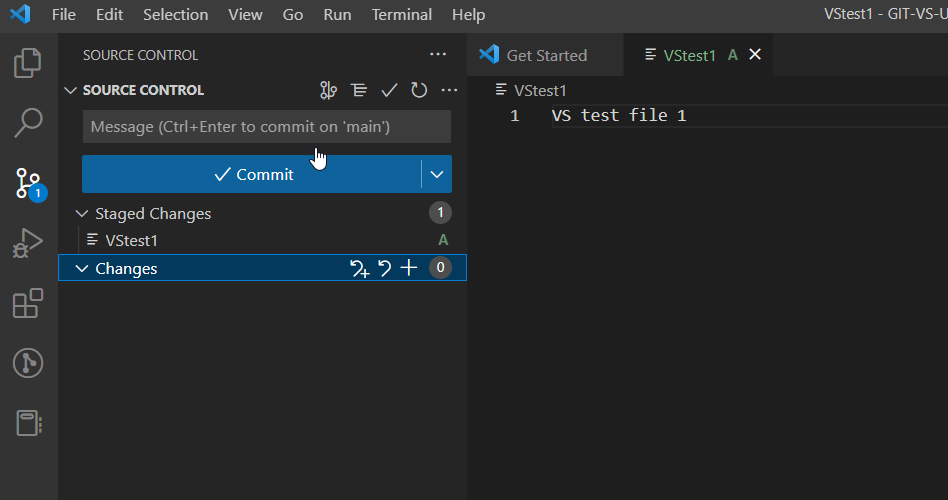 File Edit Selection View Go Run Terminal Help VStest1 - GIT-VS-U
SOURCE CONTROL
Get Started
VStest1 A
SOURCE CONTROL
VStest1
Message (Ctrl+Enter to commit on 'main')
1 VS test file 1
Commit
1
Staged Changes 1
VStest1 A
Changes 0